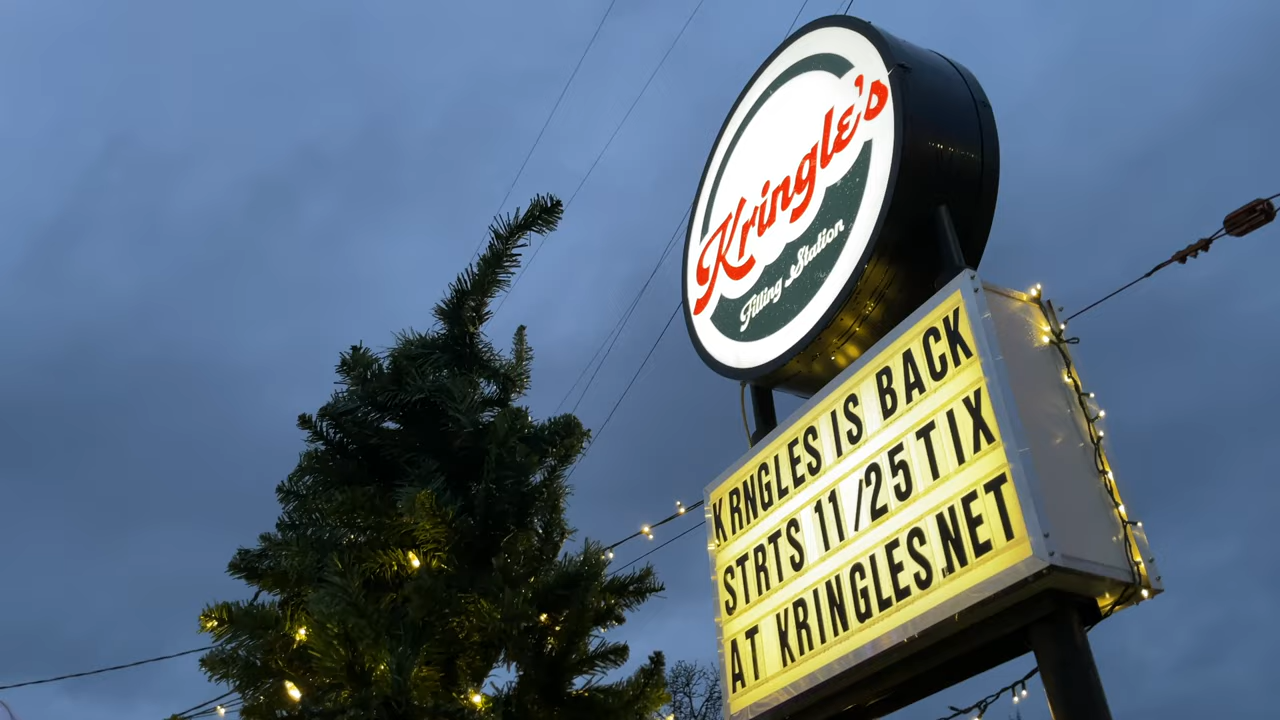 Kringle's
Filling Station
KRNGLES IS BACK
STRTS 11/25 TIX
AT KRINGLES.NET